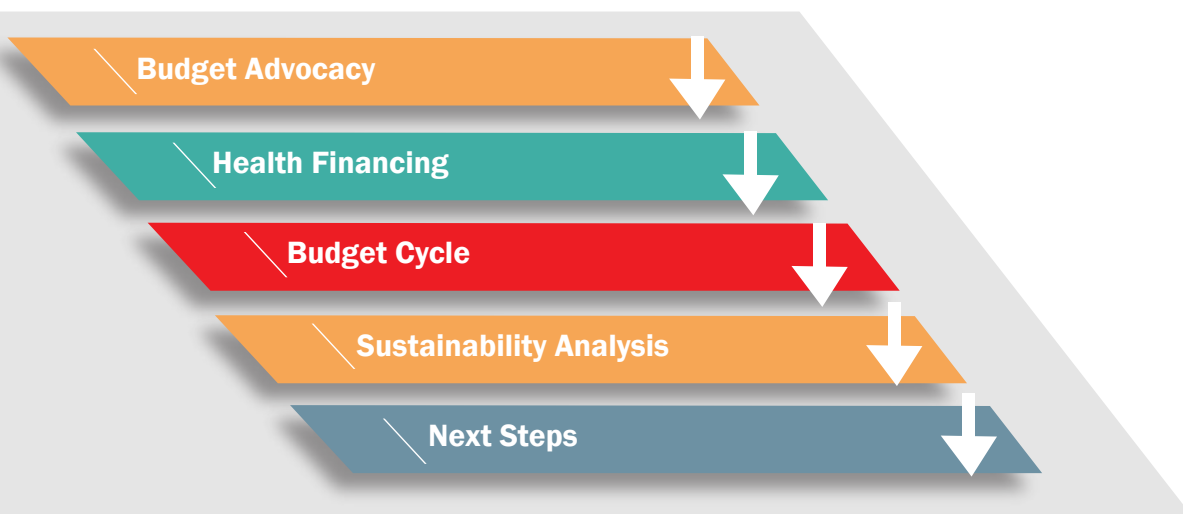 Budget Advocacy
Health Financing
Budget Cycle
Sustainability Analysis
Next Steps